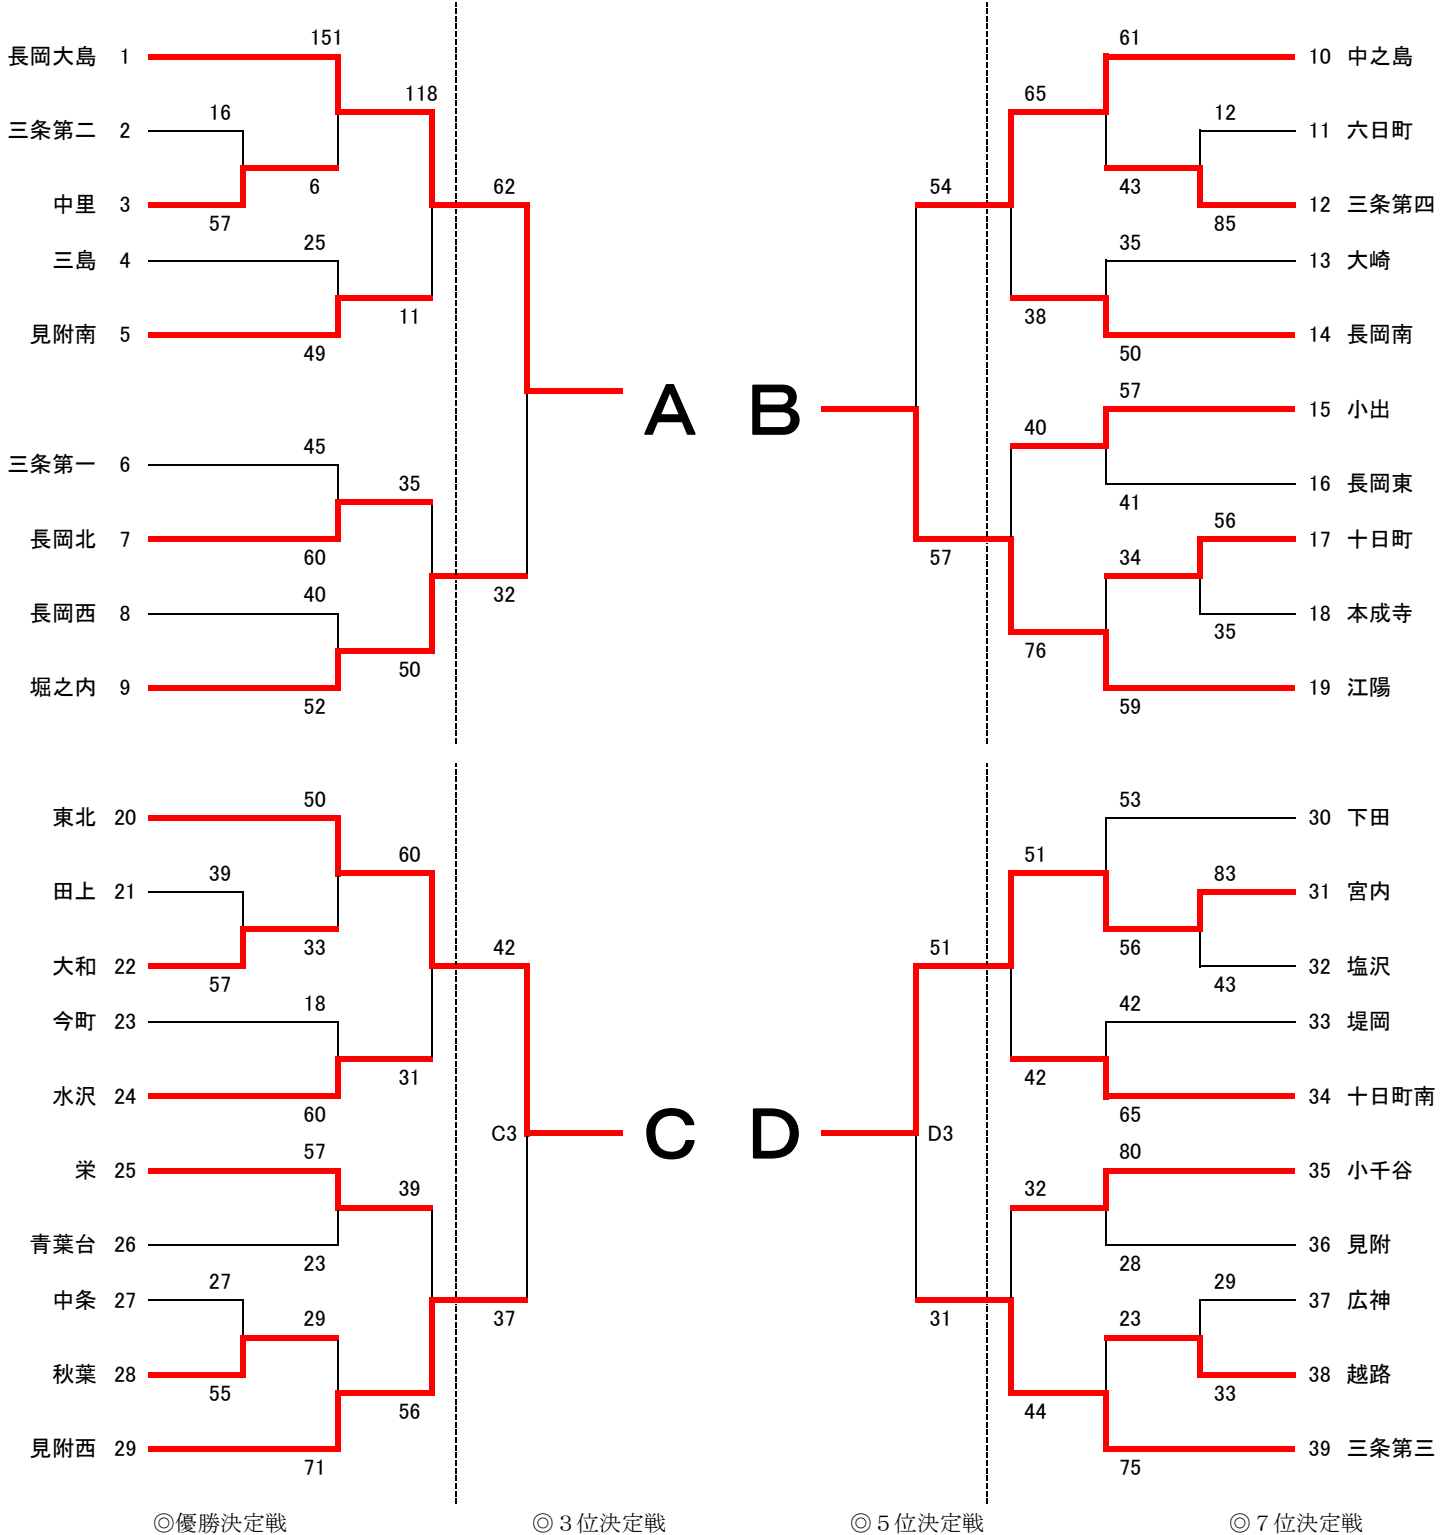 151
長岡大島 1
118
16
三条第二 2
6
62
中里 3
57
25
三島 4
11
見附南 5
49
A
45
三条第一 6
35
長岡北 7
60
40
32
長岡西 8
50
堀之内 9
52
61
10 中之島
65
12
11 六日町
43
54
12 三条第四
85
35
13 大崎
38
14 長岡南
50
B
57
15 小出
40
16 長岡東
41
56
17 十日町
57
34
18 本成寺
35
76
19 江陽
59
50
東北 20
60
39
田上 21
33
42
大和 22
57
18
今町 23
31
水沢 24
60
C3
C
57
栄 25
39
青葉台 26
23
27
中条 27
29
37
秋葉 28
55
56
見附西 29
71
53
30 下田
51
83
31 宮内
56
51
32 塩沢
43
42
33 堤岡
42
34 十日町南
65
D
D3
80
35 小千谷
32
36 見附
28
29
37 広神
23
31
38 越路
33
44
39 三条第三
75
◎優勝決定戦 ◎３位決定戦 ◎５位決定戦 ◎７位決定戦